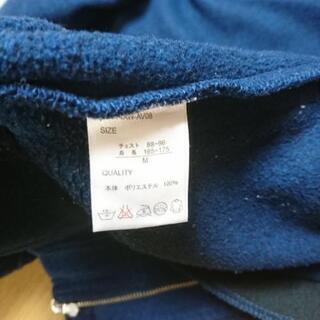 SIZE
チェスト 88-96
身長 165-175
M
QUALITY
本体 ポリエステル 100%